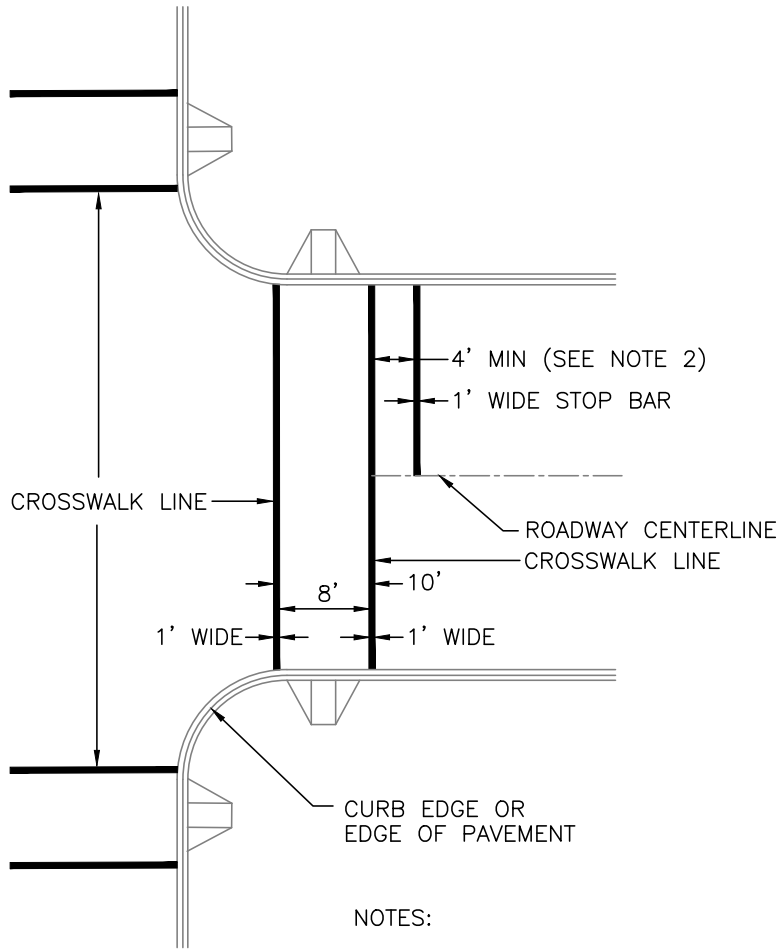 4' MIN (SEE NOTE 2)
1' WIDE STOP BAR
CROSSWALK LINE
ROADWAY CENTERLINE
CROSSWALK LINE
10'
8'
1' WIDE
1' WIDE
CURB EDGE OR
EDGE OF PAVEMENT
NOTES: